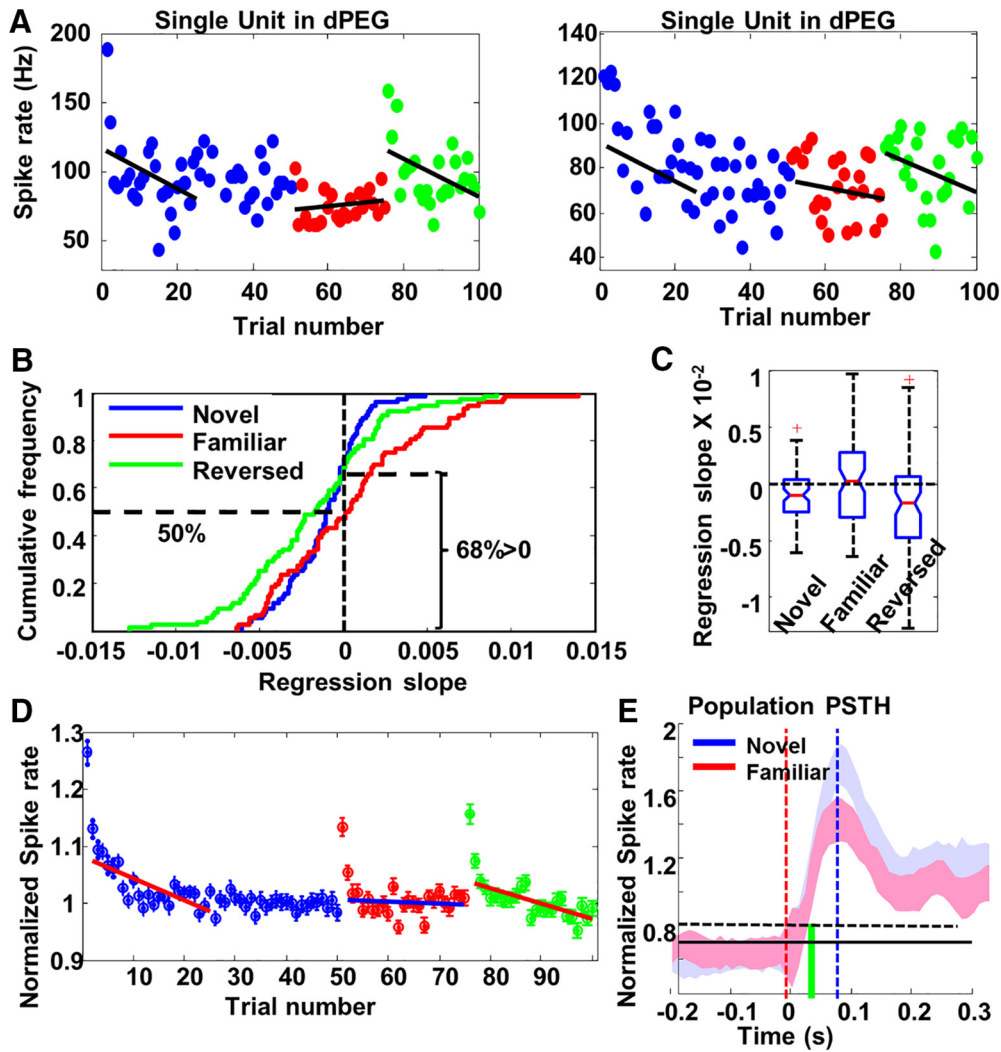 A
Single Unit in dPEG
Single Unit in dPEG
Spike rate (Hz)
200
150
100
50
0
20
40
60
80
100
Trial number
140
120
100
80
60
40
0
20
40
60
80
100
Trial number
B
Cumulative frequency
1
0.8
0.6
0.4
0.2
Novel
Familiar
Reversed
50%
68%>0
-0.015
-0.01
-0.005
0
0.005
0.01
0.015
Regression slope
C
Regression slope X 10-2
1
0.5
0
-0.5
-1
Novel
Familiar
Reversed
D
Normalized Spike rate
1.3
1.2
1.1
1
0.9
10
20
30
40
50
60
70
80
90
Trial number
E
Population PSTH
Novel
Familiar
Normalized Spike rate
2
1.6
1.2
0.8
-0.2
-0.1
0
0.1
0.2
0.3
Time (s)